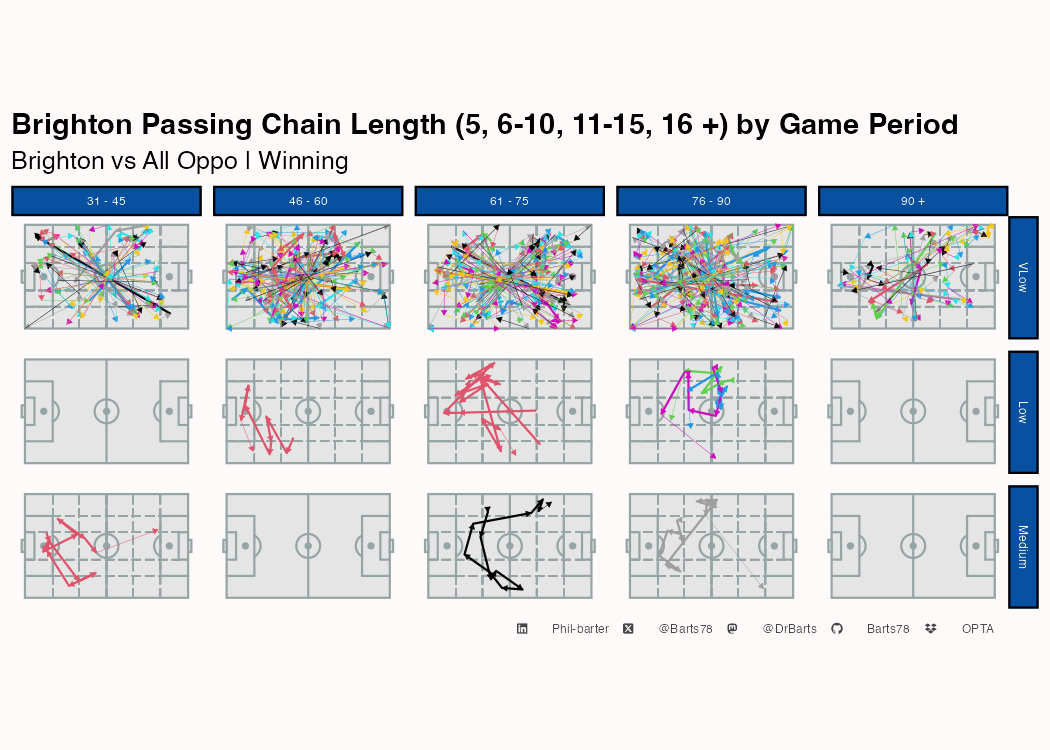 Brighton Passing Chain Length (5, 6-10, 11-15, 16 +) by Game Period
Brighton vs All Oppo | Winning
31 - 45 46 - 60 61 - 75 76 - 90 90 +
VLow
Low
Medium
Phil-barter @Barts78 @DrBarts Barts78 OPTA